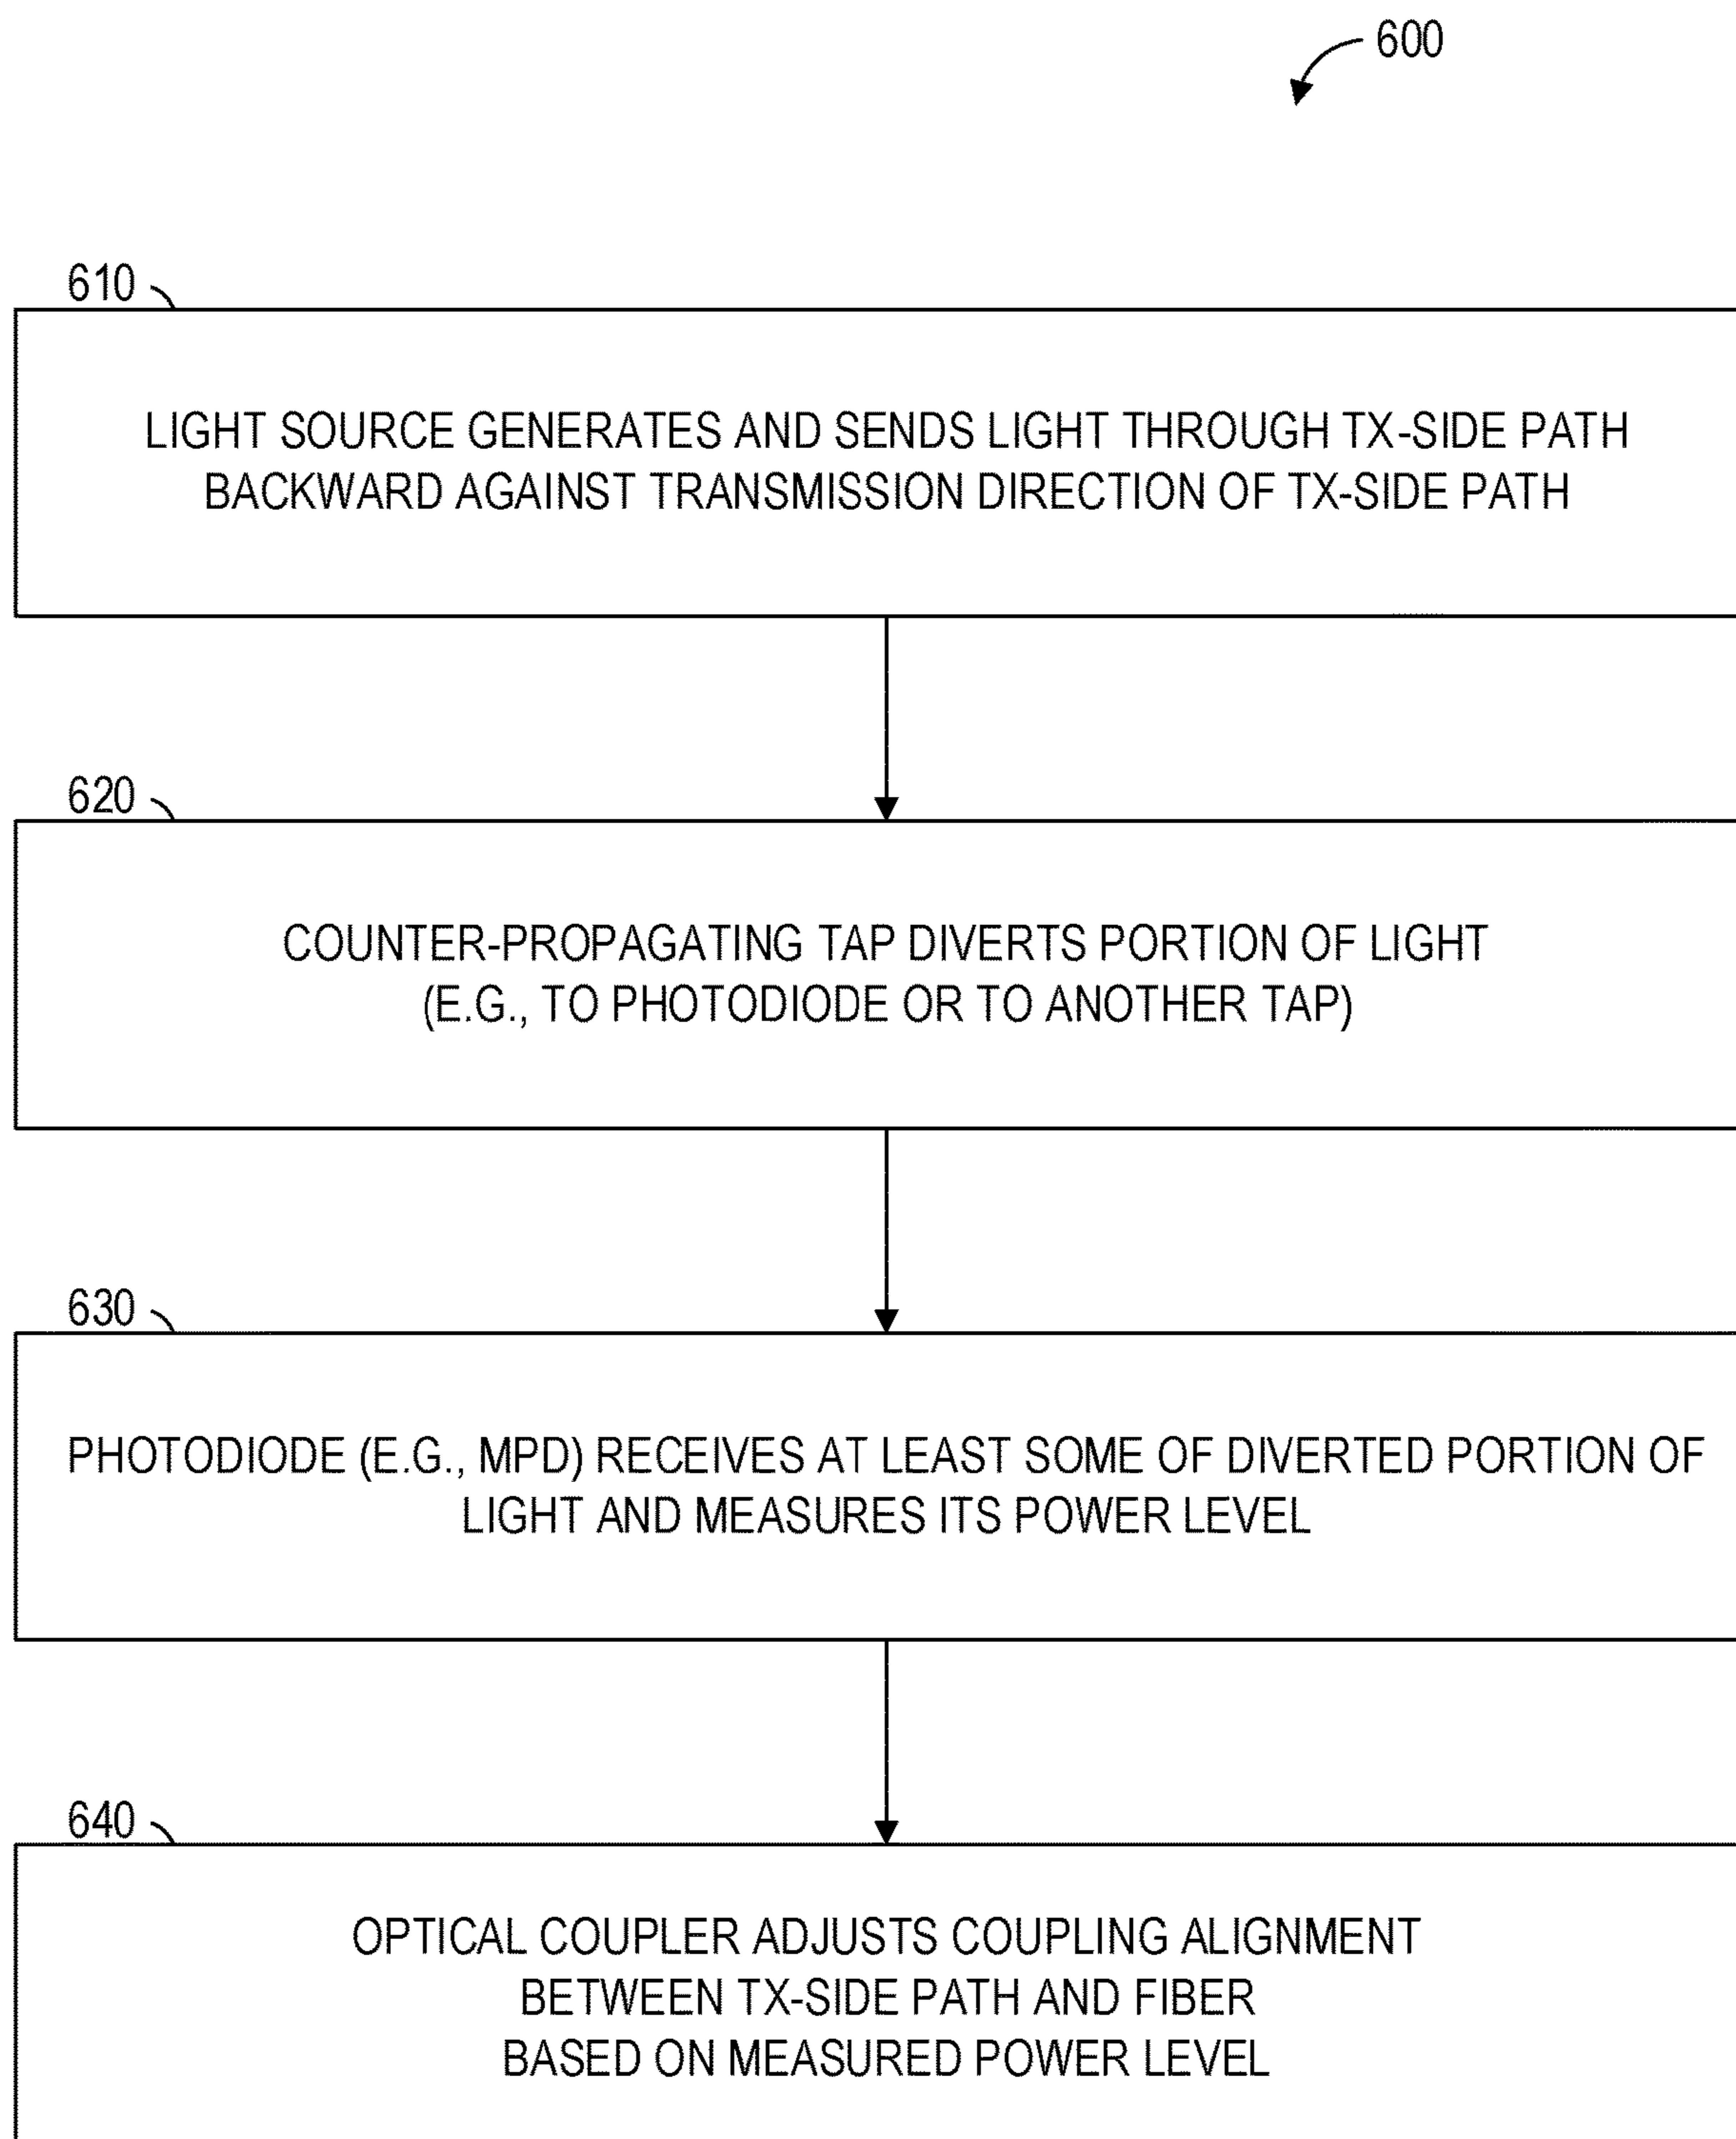 600
610
LIGHT SOURCE GENERATES AND SENDS LIGHT THROUGH TX-SIDE PATH
BACKWARD AGAINST TRANSMISSION DIRECTION OF TX-SIDE PATH
620
COUNTER-PROPAGATING TAP DIVERTS PORTION OF LIGHT
(E.G., TO PHOTODIODE OR TO ANOTHER TAP)
630
PHOTODIODE (E.G., MPD) RECEIVES AT LEAST SOME OF DIVERTED PORTION OF
LIGHT AND MEASURES ITS POWER LEVEL
640
OPTICAL COUPLER ADJUSTS COUPLING ALIGNMENT
BETWEEN TX-SIDE PATH AND FIBER
BASED ON MEASURED POWER LEVEL